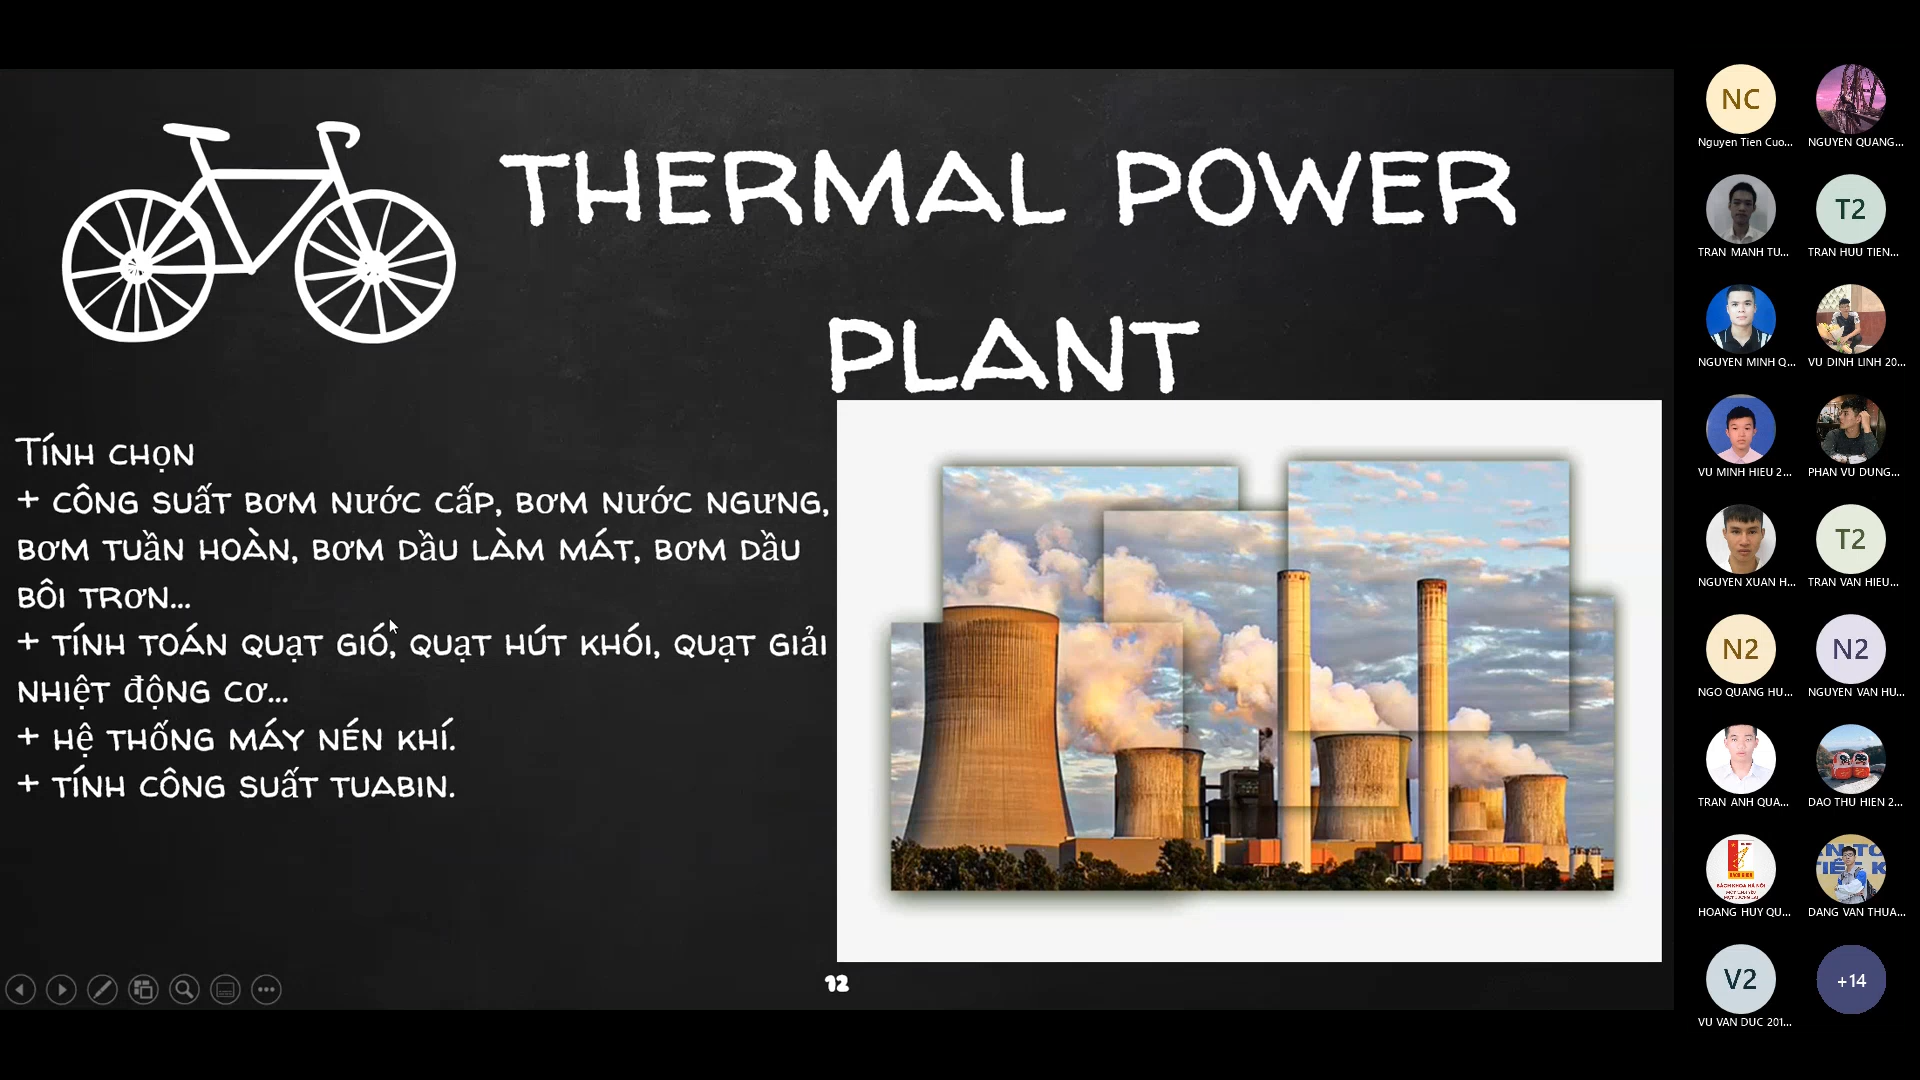 THERMAL POWER
PLANT
Tính chọn
+ công suất bơm nước cấp, bơm nước ngưng,
bơm tuần hoàn, bơm dầu làm mát, bơm dầu
bôi trơn...
+ tính toán quạt gió, quạt hút khói, quạt giải
nhiệt động cơ...
+ hệ thống máy nén khí.
+ tính công suất tuabin.
12
NC
Nguyen Tien Cuo...
NGUYEN QUANG...
TRAN MANH TU...
T2
TRAN HUU TIEN...
NGUYEN MINH Q...
VU DINH LINH 20...
VU MINH HIEU 2...
PHAN VU DUNG...
NGUYEN XUAN H...
T2
TRAN VAN HIEU...
N2
NGO QUANG HU...
N2
NGUYEN VAN HU...
TRAN ANH QUA...
DAO THU HIEN 2...
HOANG HUY QU...
DANG VAN THUA...
V2
VU VAN DUC 201...
+14